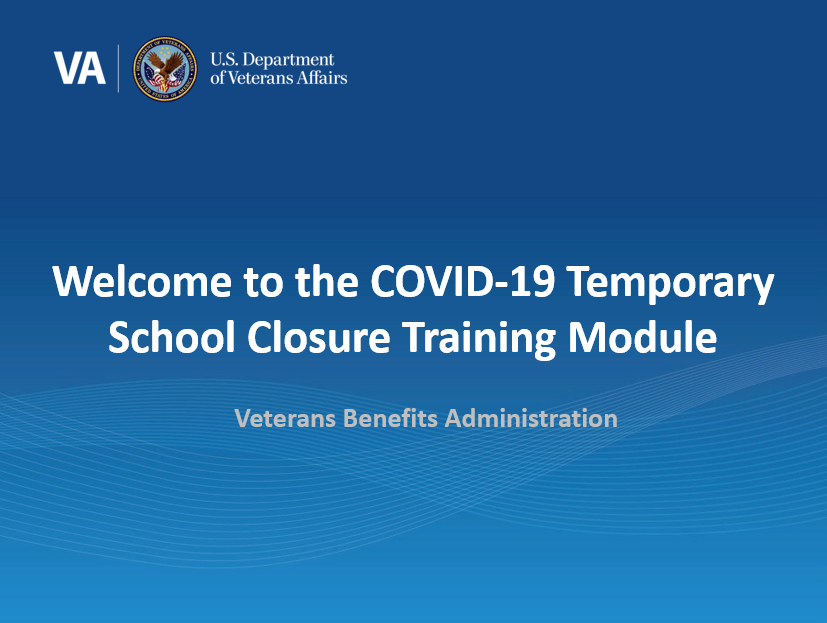 VA
U.S. Department
of Veterans Affairs
Welcome to the COVID-19 Temporary
School Closure Training Module
Veterans Benefits Administration